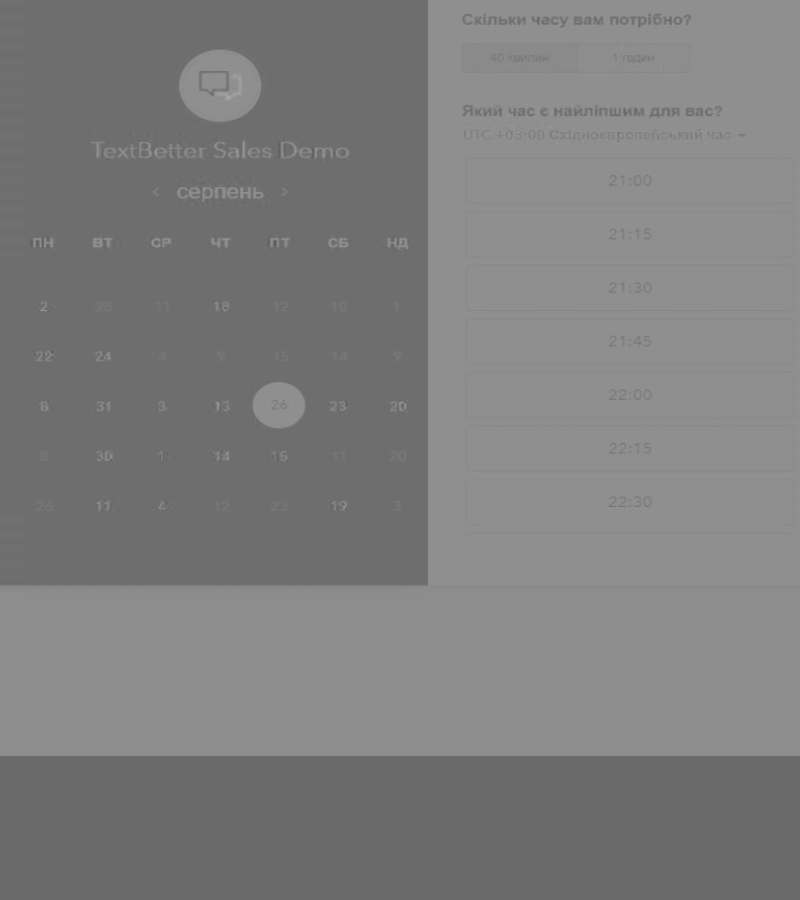 TextBetter Sales Demo
‹ серпень ›
ПН ВТ СР ЧТ ПТ СБ НД
2 28 11 18 12 10 1
22 24 4 9 15 14 9
8 31 3 13 26 23 20
8 30 1 14 15 11 20
26 11 4 12 23 19 3
Скільки часу вам потрібно?
40 хвилин 1 годин
Який час є найліпшим для вас?
UTC +03:00 Східноєвропейський час
21:00
21:15
21:30
21:45
22:00
22:15
22:30